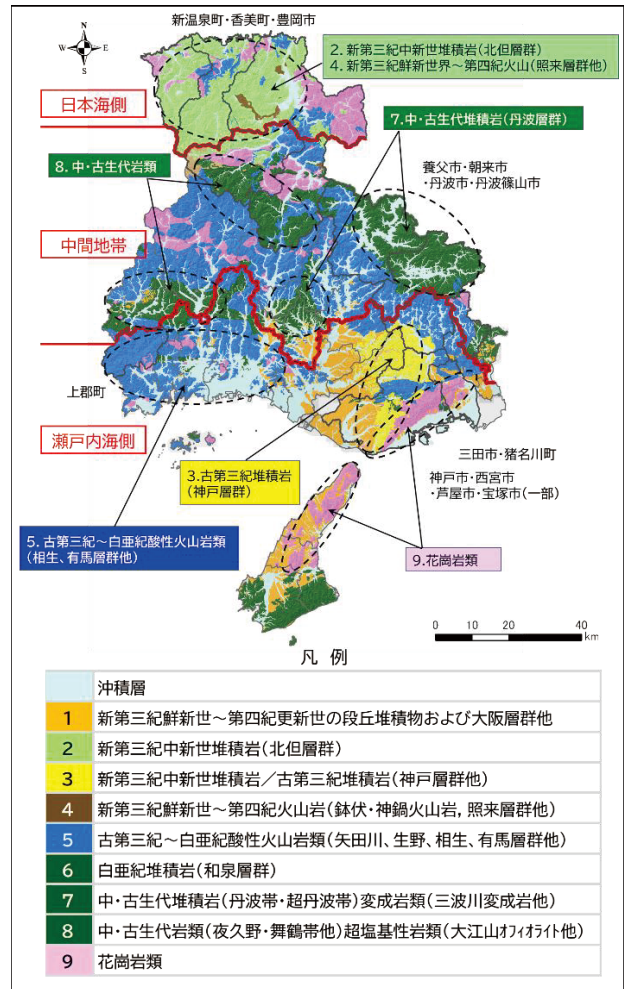 新温泉町・香美町・豊岡市
N
W
E
S
2. 新第三紀中新世堆積岩(北但層群)
4. 新第三紀鮮新世界～第四紀火山(照来層群他)
日本海側
7.中・古生代堆積岩(丹波層群)
8. 中・古生代岩類
養父市・朝来市
・丹波市・丹波篠山市
中間地帯
上郡町
瀬戸内海側
三田市・猪名川町
3.古第三紀堆積岩
(神戸層群)
神戸市・西宮市
・芦屋市・宝塚市(一部)
5. 古第三紀～白亜紀酸性火山岩類
(相生、有馬層群他)
9.花崗岩類
0 10 20 40
km
凡 例
沖積層
1 新第三紀鮮新世～第四紀更新世の段丘堆積物および大阪層群他
2 新第三紀中新世堆積岩(北但層群)
3 新第三紀中新世堆積岩／古第三紀堆積岩(神戸層群他)
4 新第三紀鮮新世～第四紀火山岩(鉢伏・神鍋火山岩，照来層群他)
5 古第三紀～白亜紀酸性火山岩類(矢田川、生野、相生、有馬層群他)
6 白亜紀堆積岩(和泉層群)
7 中・古生代堆積岩(丹波帯・超丹波帯)変成岩類(三波川変成岩他)
8 中・古生代岩類(夜久野・舞鶴帯他)超塩基性岩類(大江山ｵﾌｨｵﾗｲﾄ他)
9 花崗岩類